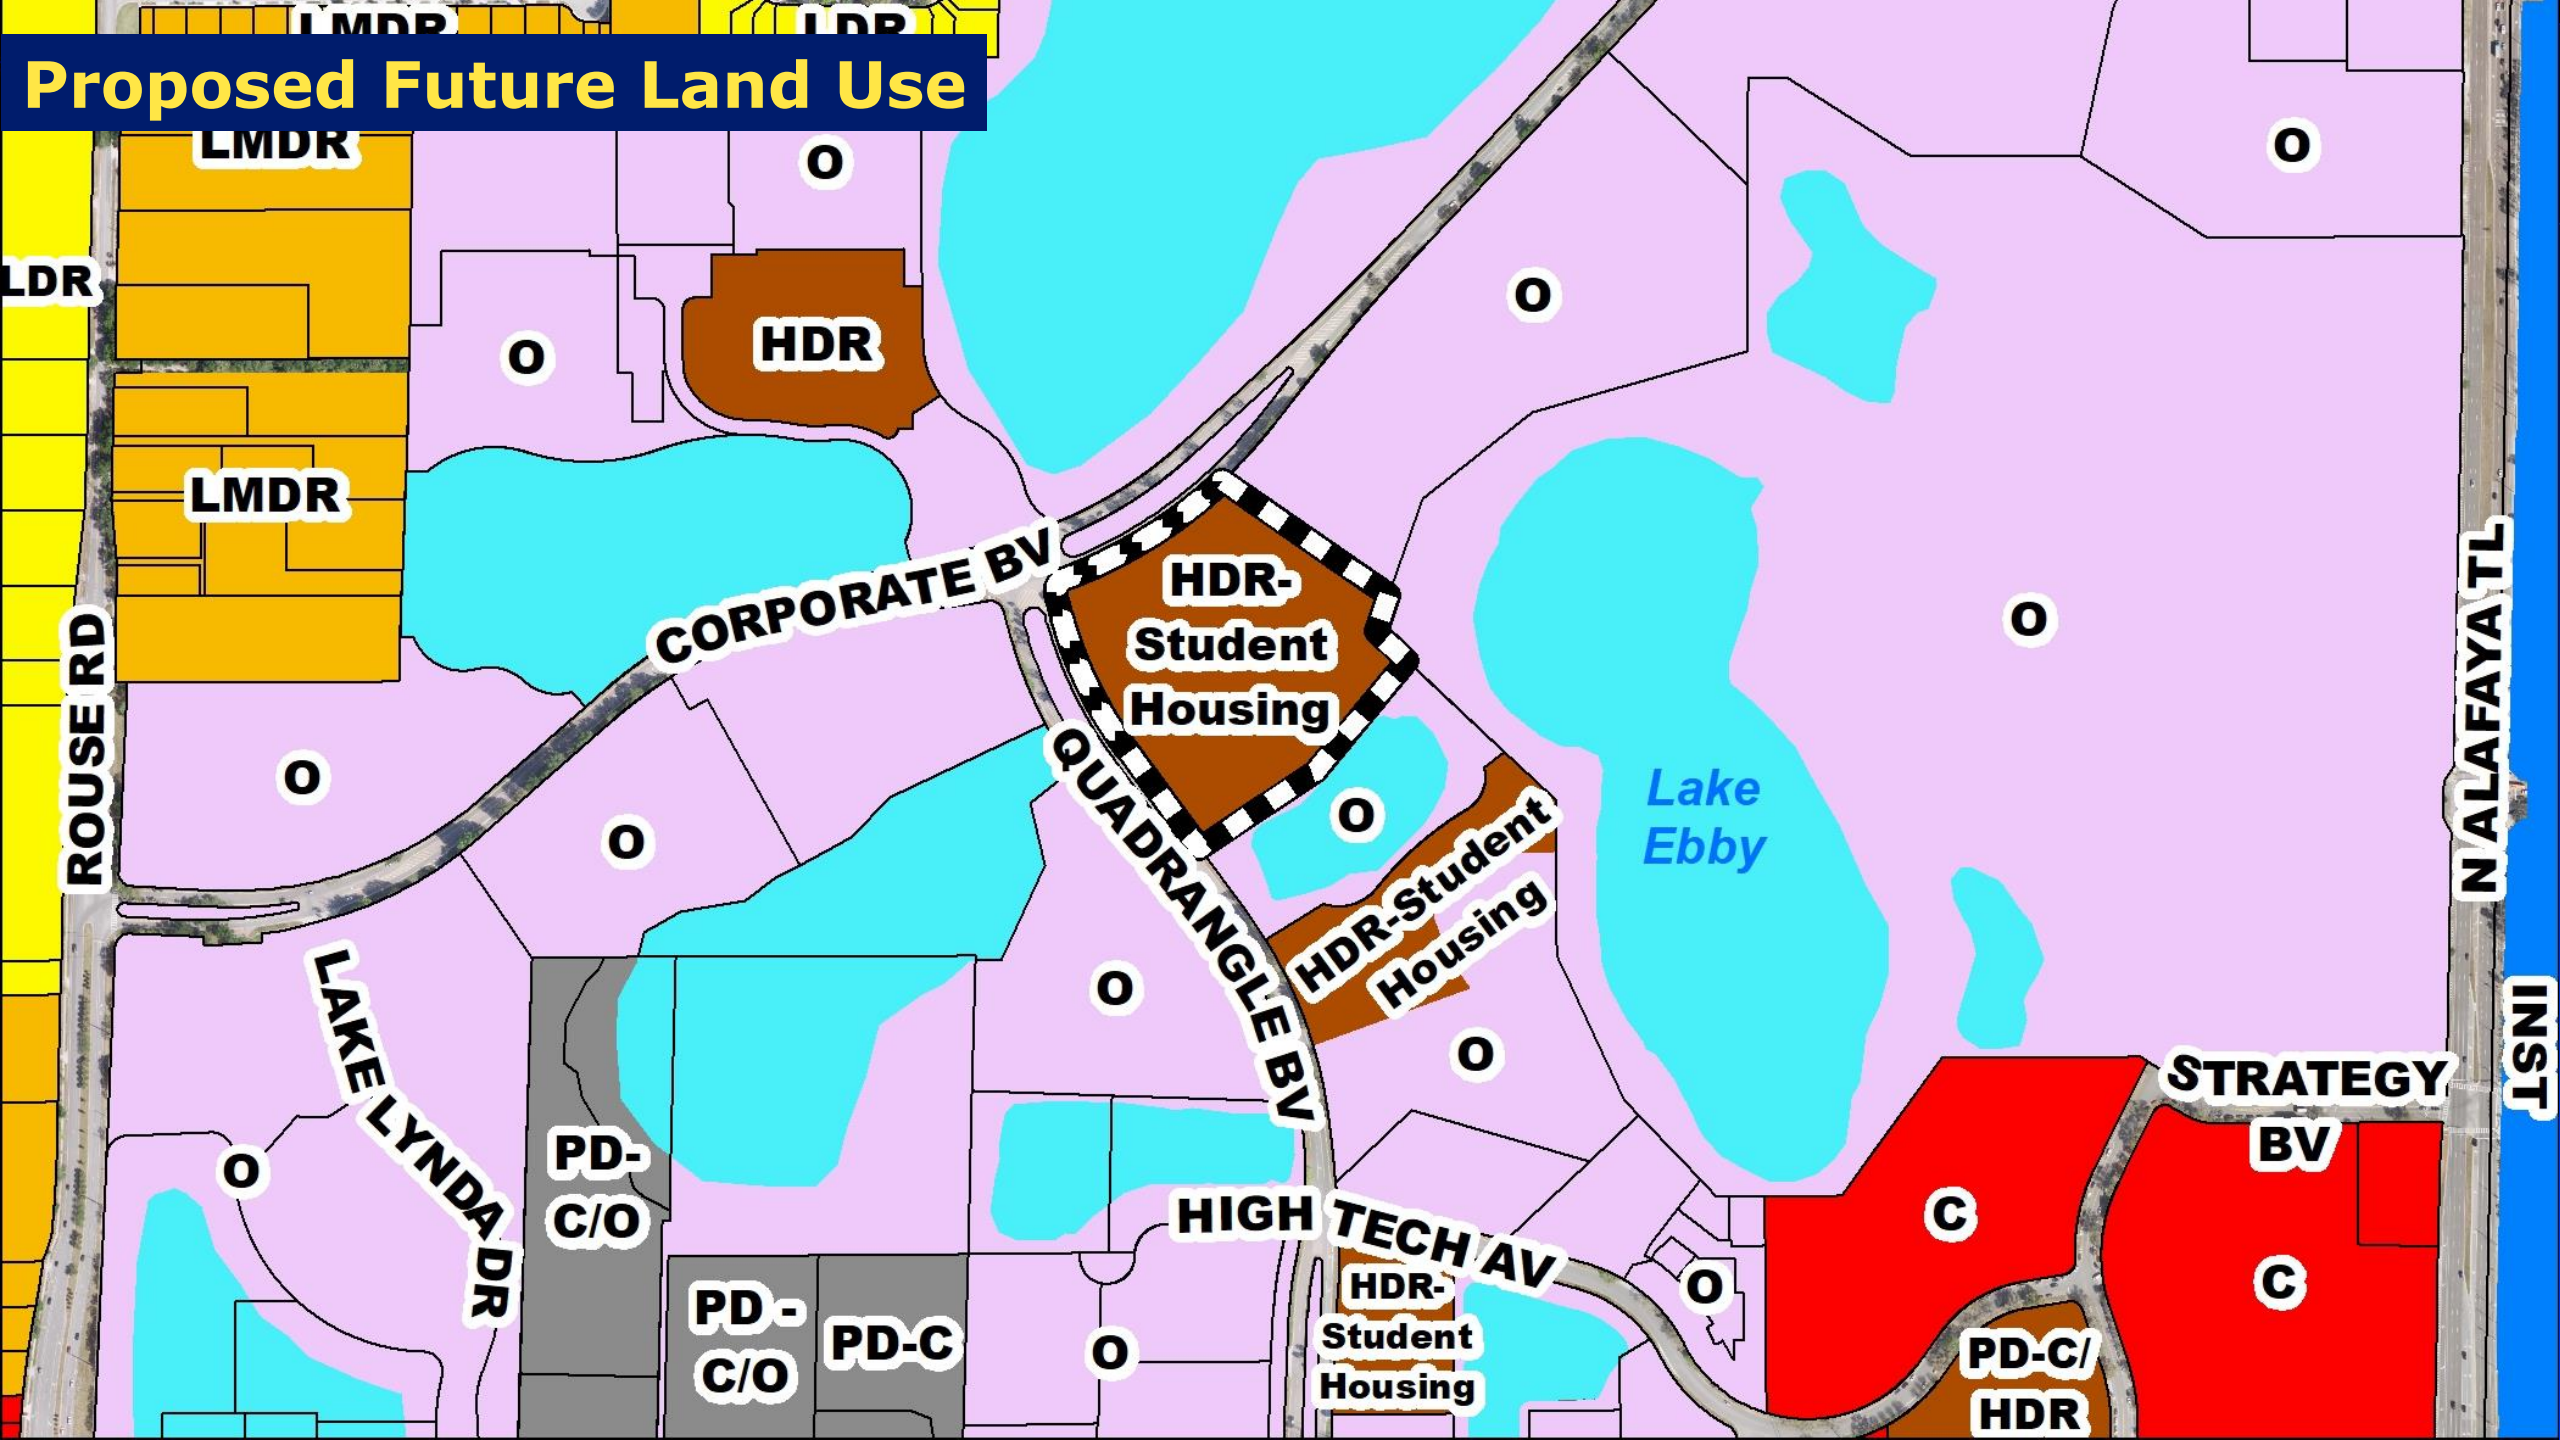 LMDR
LDR
Proposed Future Land Use
LMDR
O
O
LDR
O
HDR
O
LMDR
CORPORATE BV
HDR-
Student
Housing
O
ROUSE RD
N ALAFAYA TL
O
O
QUADRANGLE BV
O
Lake
Ebby
HDR-Student
Housing
LAKE LYNDA DR
O
O
INST
STRATEGY
BV
O
PD-
C/O
HIGH TECH AV
C
C
O
HDR-
Student
Housing
PD -
C/O
PD-C
O
PD-C/
HDR